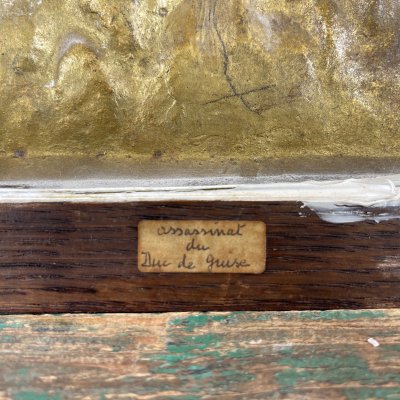 assassinat
du
Duc de Guise